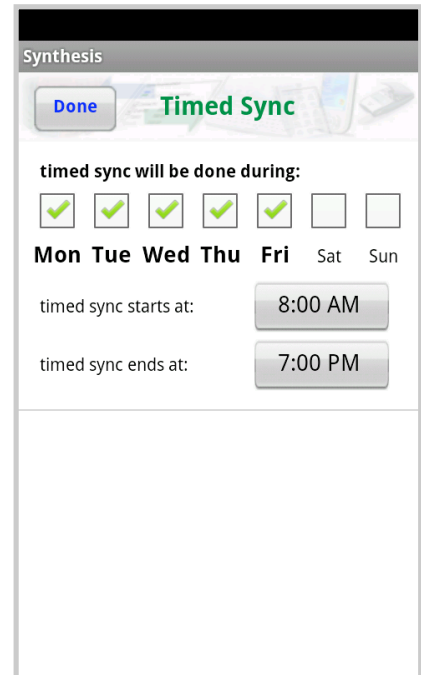 Synthesis
Done Timed Sync
timed sync will be done during:
Mon Tue Wed Thu Fri Sat Sun
timed sync starts at: 8:00 AM
timed sync ends at: 7:00 PM